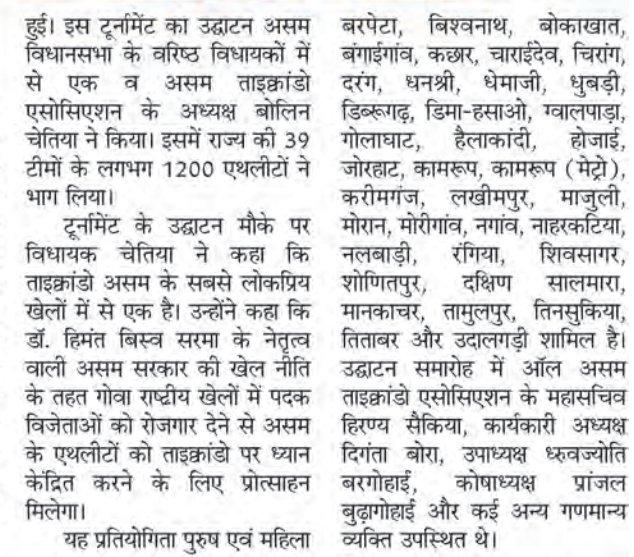 हुई। इस टूर्नामेंट का उद्घाटन असम
विधानसभा के वरिष्ठ विधायकों में
से एक व असम ताइक्वांडो
एसोसिएशन के अध्यक्ष बोलिन
चेतिया ने किया। इसमें राज्य की 39
टीमों के लगभग 1200 एथलीटों ने
भाग लिया।
टूर्नामेंट के उद्घाटन मौके पर
विधायक चेतिया ने कहा कि
ताइक्वांडो असम के सबसे लोकप्रिय
खेलों में से एक है। उन्होंने कहा कि
डॉ. हिमंत बिस्व सरमा के नेतृत्व
वाली असम सरकार की खेल नीति
के तहत गोवा राष्टीय खेलों में पदक
विजेताओं को रोजगार देने से असम
के एथलीटों को ताइक्वांडो पर ध्यान
केंद्रित करने के लिए प्रोत्साहन
मिलेगा।
यह प्रतियोगिता पुरुष एवं महिला
बरपेटा, बिश्वनाथ, बोकाखात,
बंगाईगांव, कछार, चाराईदेव, चिरांग,
दरंग, धनश्री, धेमाजी, धुबड़ी,
डिब्रूगढ़, डिमा-हसाओ, ग्वालपाड़ा,
गोलाघाट, हैलाकांदी, होजाई,
जोरहाट, कामरूप, कामरूप (मेट्रो),
करीमगंज, लखीमपुर, माजुली,
मोरान, मोरीगांव, नगांव, नाहरकटिया,
नलबाड़ी, रंगिया, शिवसागर,
शोणितपुर, दक्षिण सालमारा,
मानकाचर, तामुलपुर, तिनसुकिया,
तिताबर और उदालगड़ी शामिल है।
उद्घाटन समारोह में ऑल असम
ताइक्वांडो एसोसिएशन के महासचिव
हिरण्य सैकिया, कार्यकारी अध्यक्ष
दिगंता बोरा, उपाध्यक्ष ध्रुवज्योति
बरगोहाईं, कोषाध्यक्ष प्रांजल
बुढ़ागोहाईं और कई अन्य गणमान्य
व्यक्ति उपस्थित थे।